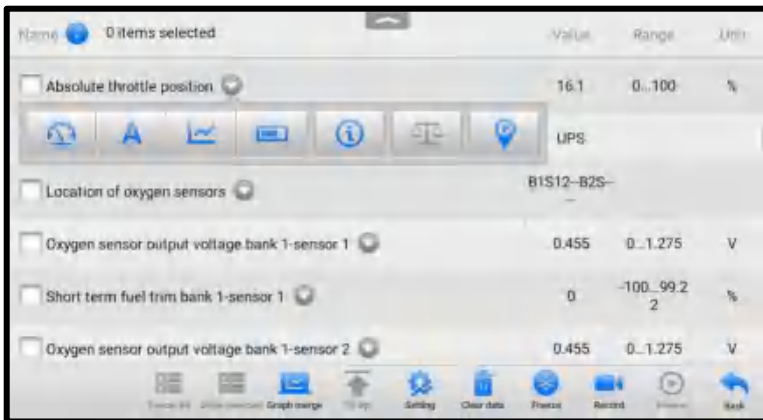 Name 0 items selected Value Range Unit
Absolute throttle position 16.1 0...100 %
A UPS
Location of oxygen sensors B1S12--B2S--
--
Oxygen sensor output voltage bank 1-sensor 1 0.455 0...1.275 V
Short term fuel trim bank 1-sensor 1 0 -100...99.2
2 %
Oxygen sensor output voltage bank 1-sensor 2 0.455 0...1.275 V
Graph merge To top Setting Clear data Freeze Record Back